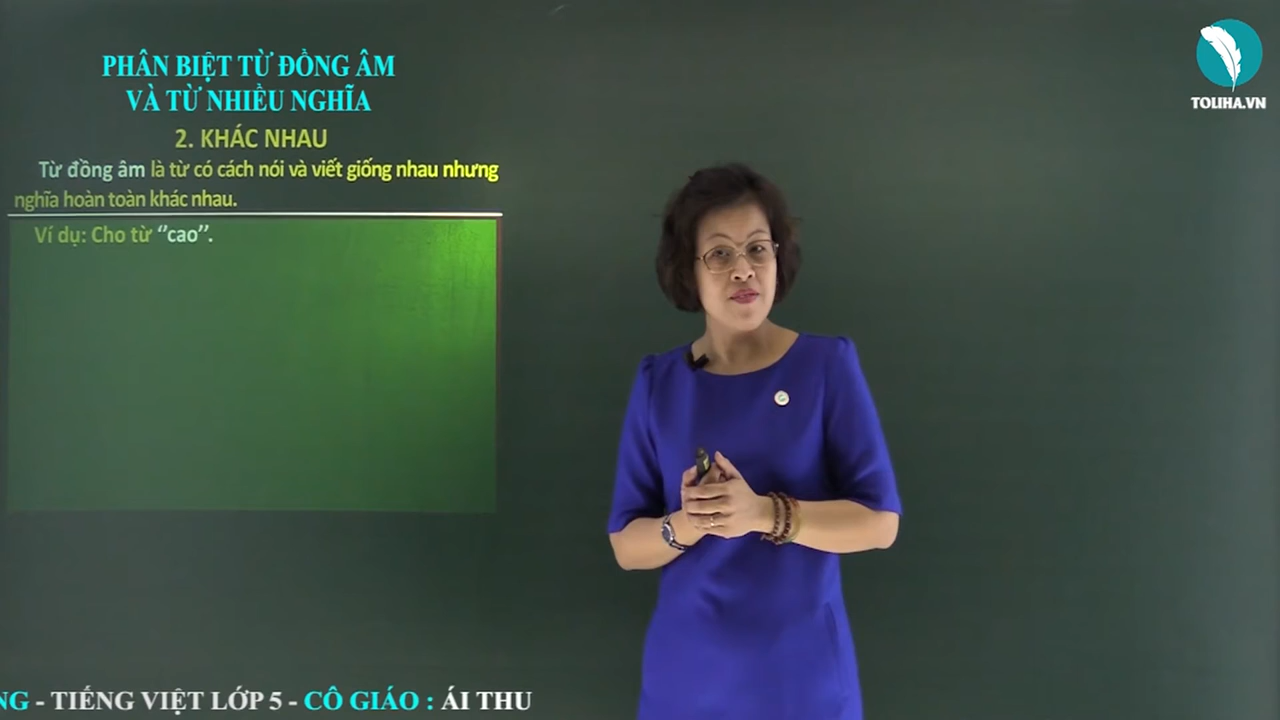 PHÂN BIỆT TỪ ĐỒNG ÂM
VÀ TỪ NHIỀU NGHĨA
2. KHÁC NHAU
Từ đồng âm là từ có cách nói và viết giống nhau nhưng
nghĩa hoàn toàn khác nhau.
Ví dụ: Cho từ ‘’cao’’.
TOLIHA.VN
NG - TIẾNG VIỆT LỚP 5 - CÔ GIÁO : ÁI THU